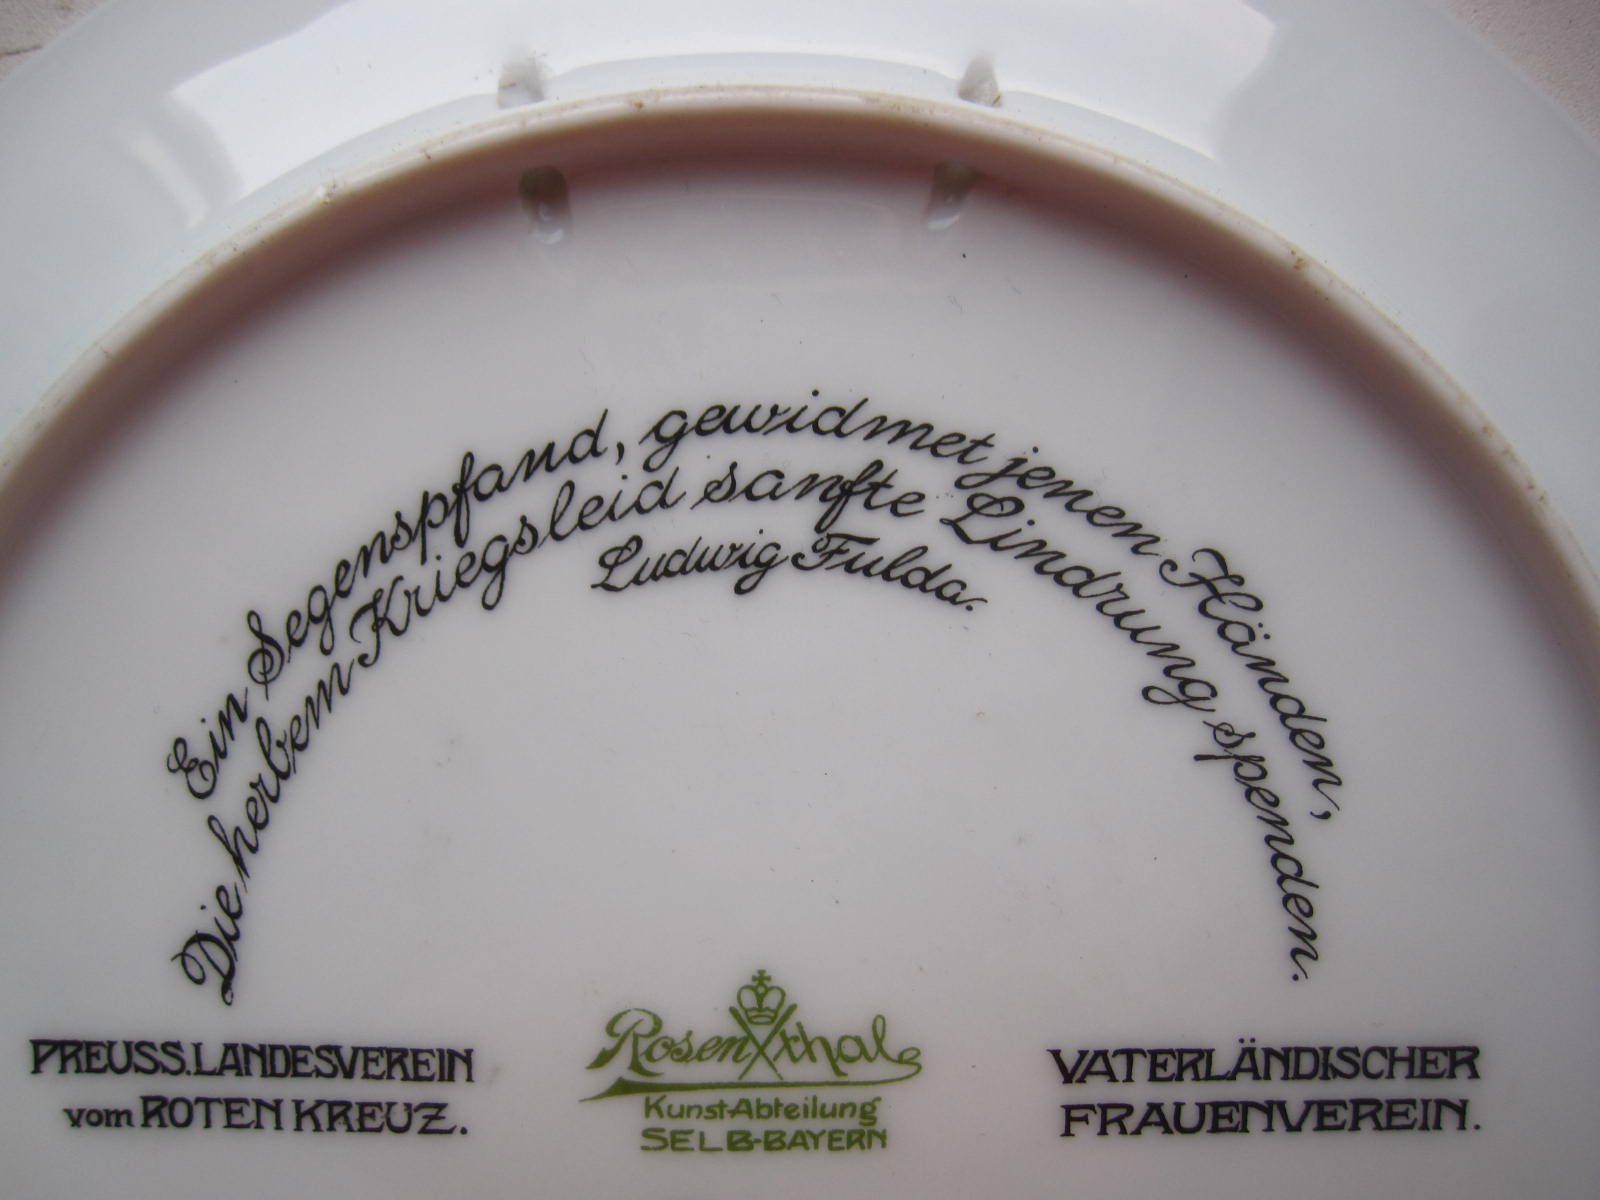 Ein Segenspfand, gewidmet jenen Händen,
Die herbem Kriegsleid sanfte Lindrung spenden.
Ludwig Fulda.
PREUSS. LANDESVEREIN
vom ROTEN KREUZ.
Rosenthal
Kunst-Abteilung
SELB-BAYERN
VATERLÄNDISCHER
FRAUENVEREIN.